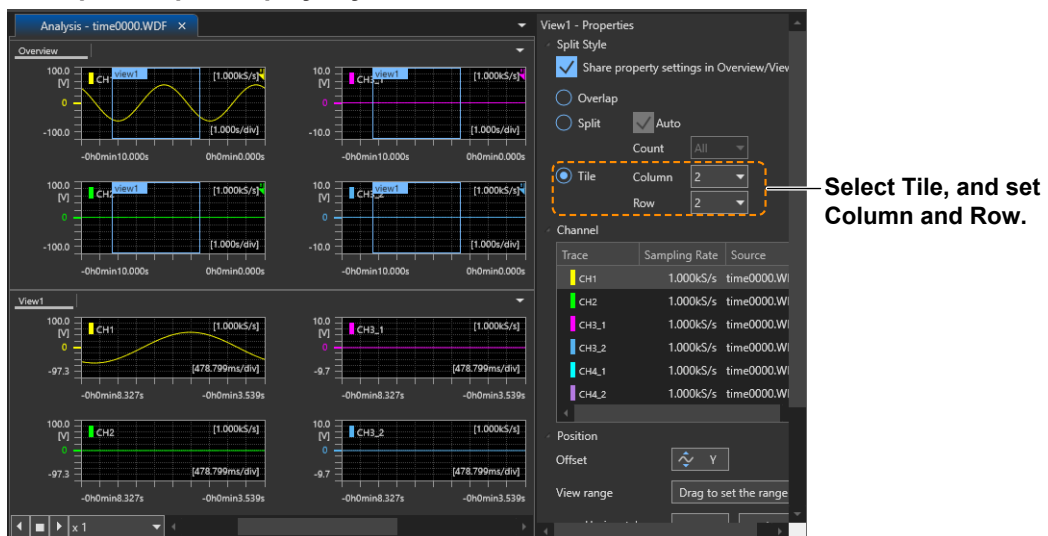 Analysis - time0000.WDF ×
Overview
100.0
[V]
0
-100.0
CH
view1
[1.000kS/s]
[1.000s/div]
-0h0min10.000s 0h0min0.000s
10.0
[V]
0
-10.0
CH3_1
view1
[1.000kS/s]
[1.000s/div]
-0h0min10.000s 0h0min0.000s
100.0
[V]
0
-100.0
CH2
view1
[1.000kS/s]
[1.000s/div]
-0h0min10.000s 0h0min0.000s
10.0
[V]
0
-10.0
CH3_2
view1
[1.000kS/s]
[1.000s/div]
-0h0min10.000s 0h0min0.000s
View1
100.0
[V]
0
-97.3
CH1
[1.000kS/s]
[478.799ms/div]
-0h0min8.327s -0h0min3.539s
10.0
[V]
0
-9.7
CH3_1
[1.000kS/s]
[478.799ms/div]
-0h0min8.327s -0h0min3.539s
100.0
[V]
0
-97.3
CH2
[1.000kS/s]
[478.799ms/div]
-0h0min8.327s -0h0min3.539s
10.0
[V]
0
-9.7
CH3_2
[1.000kS/s]
[478.799ms/div]
-0h0min8.327s -0h0min3.539s
x 1
View1 - Properties
Split Style
Share property settings in Overview/View
Overlap
Split Auto
Count All
Tile Column 2
Row 2
Channel
Trace Sampling Rate Source
CH1 1.000kS/s time0000.WI
CH2 1.000kS/s time0000.WI
CH3_1 1.000kS/s time0000.WI
CH3_2 1.000kS/s time0000.WI
CH4_1 1.000kS/s time0000.WI
CH4_2 1.000kS/s time0000.WI
Position
Offset Y
View range Drag to set the range
Select Tile, and set
Column and Row.